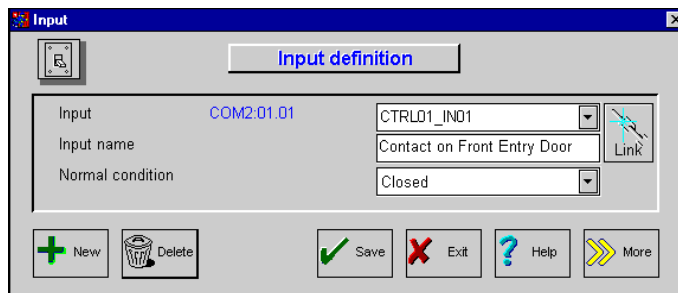 Input
Input definition
Input COM2:01.01 CTRL01_IN01
Link
Input name Contact on Front Entry Door
Normal condition Closed
New Delete Save Exit Help More